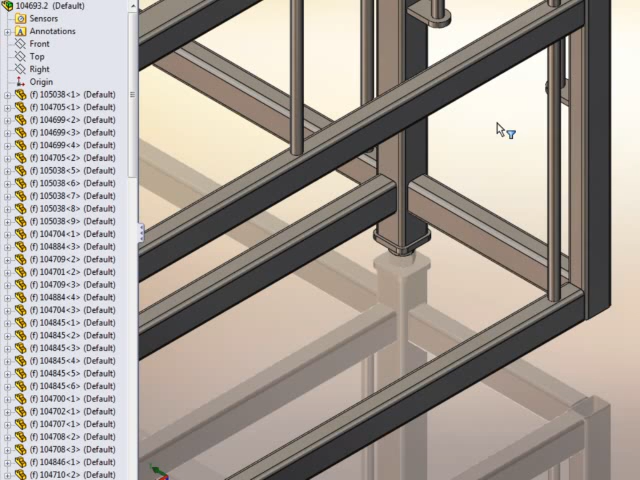 104693.2 (Default)
Sensors
Annotations
Front
Top
Right
Origin
(f) 105038<1> (Default)
(f) 104705<1> (Default)
(f) 104699<2> (Default)
(f) 104699<3> (Default)
(f) 104699<4> (Default)
(f) 104705<2> (Default)
(f) 105038<5> (Default)
(f) 105038<6> (Default)
(f) 105038<7> (Default)
(f) 105038<8> (Default)
(f) 105038<9> (Default)
(f) 104704<1> (Default)
(f) 104884<3> (Default)
(f) 104709<2> (Default)
(f) 104701<2> (Default)
(f) 104709<3> (Default)
(f) 104884<4> (Default)
(f) 104704<3> (Default)
(f) 104845<1> (Default)
(f) 104845<2> (Default)
(f) 104845<3> (Default)
(f) 104845<4> (Default)
(f) 104845<5> (Default)
(f) 104845<6> (Default)
(f) 104700<1> (Default)
(f) 104702<1> (Default)
(f) 104707<1> (Default)
(f) 104708<2> (Default)
(f) 104708<3> (Default)
(f) 104846<1> (Default)
(f) 104710<2> (Default)